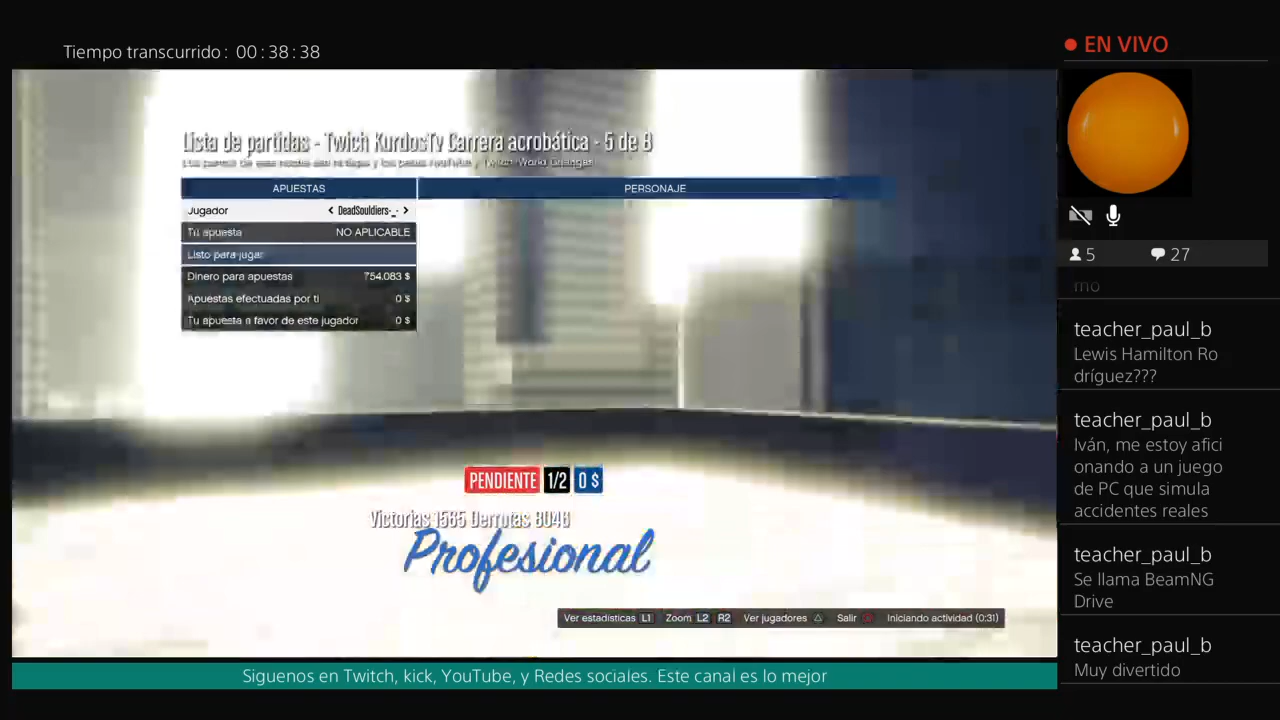 Tiempo transcurrido : 00 : 38 : 38
EN VIVO
Lista de partidas - Twich KurdosTv Carrera acrobática - 5 de 8
APUESTAS
PERSONAJE
Jugador
< DeadSouldiers-_- >
Tu apuesta
NO APLICABLE
Listo para jugar
Dinero para apuestas
754.083 $
Apuestas efectuadas por ti
0 $
Tu apuesta a favor de este jugador
0 $
PENDIENTE 1/2 0 $
Victorias 1565 Derrotas 8046
Profesional
Ver estadísticas L1 Zoom L2 R2 Ver jugadores Salir Iniciando actividad (0:31)
Siguenos en Twitch, kick, YouTube, y Redes sociales. Este canal es lo mejor
5
27
mo
teacher_paul_b
Lewis Hamilton Ro
dríguez???
teacher_paul_b
Iván, me estoy afici
onando a un juego
de PC que simula
accidentes reales
teacher_paul_b
Se llama BeamNG
Drive
teacher_paul_b
Muy divertido